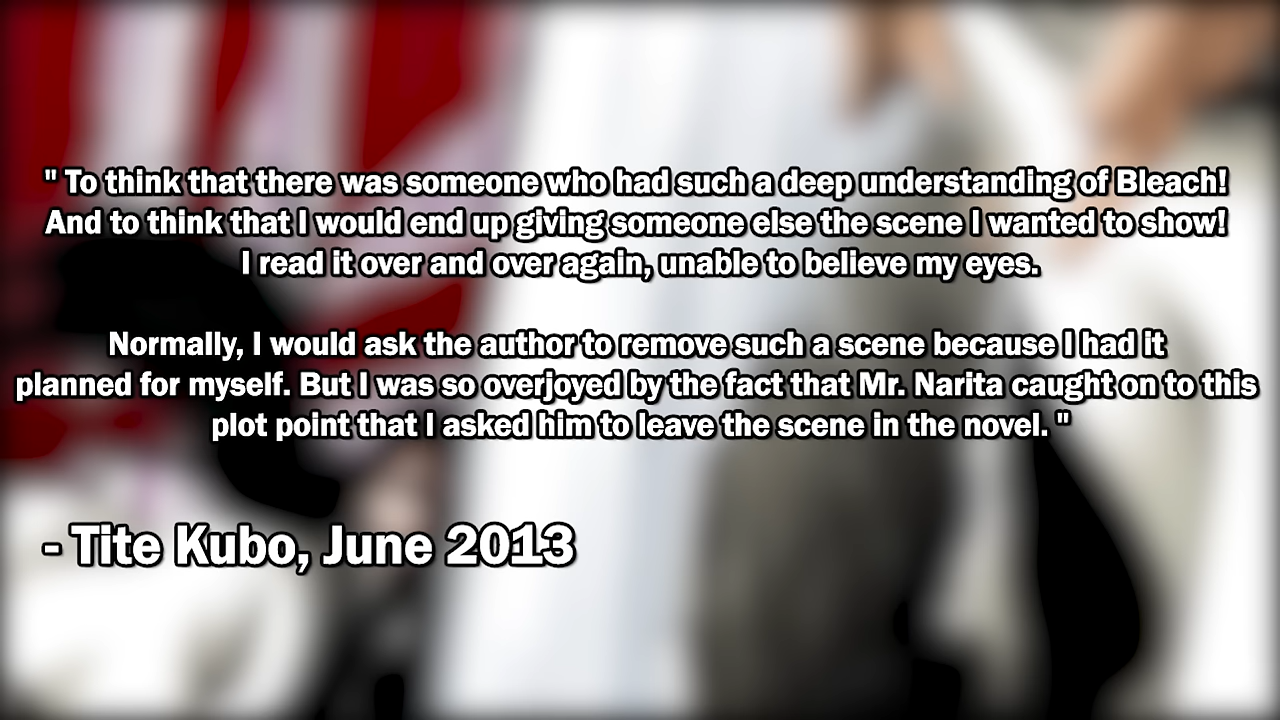 " To think that there was someone who had such a deep understanding of Bleach!
And to think that I would end up giving someone else the scene I wanted to show!
I read it over and over again, unable to believe my eyes.
Normally, I would ask the author to remove such a scene because I had it
planned for myself. But I was so overjoyed by the fact that Mr. Narita caught on to this
plot point that I asked him to leave the scene in the novel. "
- Tite Kubo, June 2013